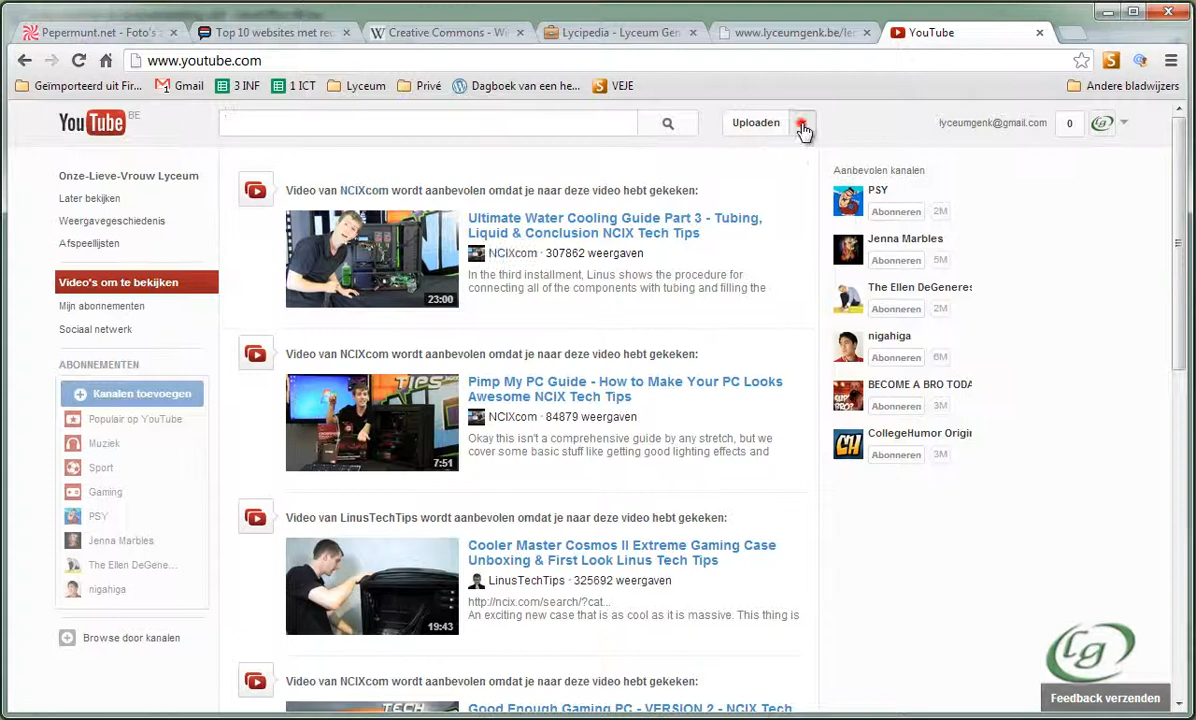 Pepermunt.net - Foto's
Top 10 websites met re
Creative Commons - Wi
Lycipedia - Lyceum Gen
www.lyceumgenk.be/le
YouTube
www.youtube.com
Geïmporteerd uit Fir...
Gmail
3 INF
1 ICT
Lyceum
Privé
Dagboek van een he...
VEJE
Andere bladwijzers
YouTube BE
Uploaden
lyceumgenk@gmail.com
0
Onze-Lieve-Vrouw Lyceum
Later bekijken
Weergavegeschiedenis
Afspeellijsten
Video's om te bekijken
Mijn abonnementen
Sociaal netwerk
ABONNEMENTEN
Kanalen toevoegen
Populair op YouTube
Muziek
Sport
Gaming
PSY
Jenna Marbles
The Ellen DeGene...
nigahiga
Browse door kanalen
Video van NCIXcom wordt aanbevolen omdat je naar deze video hebt gekeken:
Ultimate Water Cooling Guide Part 3 - Tubing,
Liquid & Conclusion NCIX Tech Tips
NCIXcom · 307862 weergaven
In the third installment, Linus shows the procedure for
connecting all of the components with tubing and filling the
23:00
Video van NCIXcom wordt aanbevolen omdat je naar deze video hebt gekeken:
Pimp My PC Guide - How to Make Your PC Looks
Awesome NCIX Tech Tips
NCIXcom · 84879 weergaven
Okay this isn't a comprehensive guide by any stretch, but we
cover some basic stuff like getting good lighting effects and
TIPS
7:51
Video van LinusTechTips wordt aanbevolen omdat je naar deze video hebt gekeken:
Cooler Master Cosmos II Extreme Gaming Case
Unboxing & First Look Linus Tech Tips
LinusTechTips · 325692 weergaven
http://ncix.com/search/?cat...
An exciting new case that is as cool as it is massive. This thing is
19:43
Video van NCIXcom wordt aanbevolen omdat je naar deze video hebt gekeken:
Good Enough Gaming PC - VERSION 2 - NCIX Tech
Aanbevolen kanalen
PSY
Abonneren 2M
Jenna Marbles
Abonneren 5M
The Ellen DeGeneres
Abonneren 2M
nigahiga
Abonneren 6M
BECOME A BRO TODA
Abonneren 3M
CollegeHumor Origin
Abonneren 3M
CH
lg
Feedback verzenden